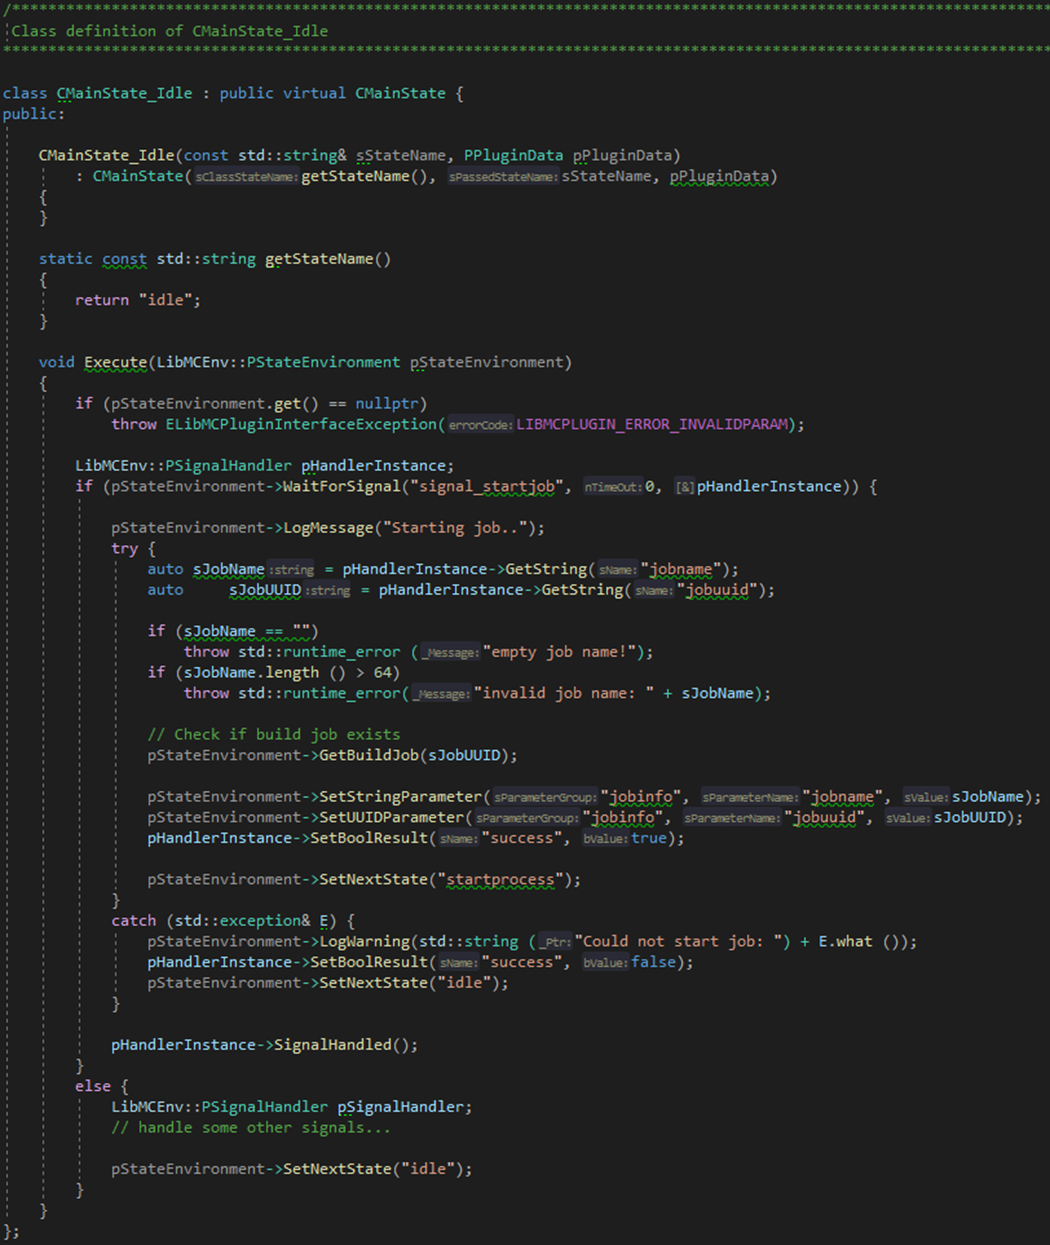 /*******************************************************************************************************************
Class definition of CMainState_Idle
********************************************************************************************************************

class CMainState_Idle : public virtual CMainState {
public:

    CMainState_Idle(const std::string& sStateName, PPluginData pPluginData)
        : CMainState(sClassStateName:getStateName(), sPassedStateName:sStateName, pPluginData)
    {
    }

    static const std::string getStateName()
    {
        return "idle";
    }

    void Execute(LibMCEnv::PStateEnvironment pStateEnvironment)
    {
        if (pStateEnvironment.get() == nullptr)
            throw ELibMCPluginInterfaceException(errorCode:LIBMCPLUGIN_ERROR_INVALIDPARAM);

        LibMCEnv::PSignalHandler pHandlerInstance;
        if (pStateEnvironment->WaitForSignal("signal_startjob", nTimeOut:0, [&]pHandlerInstance)) {

            pStateEnvironment->LogMessage("Starting job..");
            try {
                auto sJobName:string = pHandlerInstance->GetString(sName:"jobname");
                auto     sJobUUID:string = pHandlerInstance->GetString(sName:"jobuuid");

                if (sJobName == "")
                    throw std::runtime_error (_Message:"empty job name!");
                if (sJobName.length () > 64)
                    throw std::runtime_error(_Message:"invalid job name: " + sJobName);

                // Check if build job exists
                pStateEnvironment->GetBuildJob(sJobUUID);

                pStateEnvironment->SetStringParameter(sParameterGroup:"jobinfo", sParameterName:"jobname", sValue:sJobName);
                pStateEnvironment->SetUUIDParameter(sParameterGroup:"jobinfo", sParameterName:"jobuuid", sValue:sJobUUID);
                pHandlerInstance->SetBoolResult(sName:"success", bValue:true);

                pStateEnvironment->SetNextState("startprocess");
            }
            catch (std::exception& E) {
                pStateEnvironment->LogWarning(std::string (_Ptr:"Could not start job: ") + E.what ());
                pHandlerInstance->SetBoolResult(sName:"success", bValue:false);
                pStateEnvironment->SetNextState("idle");
            }

            pHandlerInstance->SignalHandled();
        }
        else {
            LibMCEnv::PSignalHandler pSignalHandler;
            // handle some other signals...

            pStateEnvironment->SetNextState("idle");
        }
    }
};